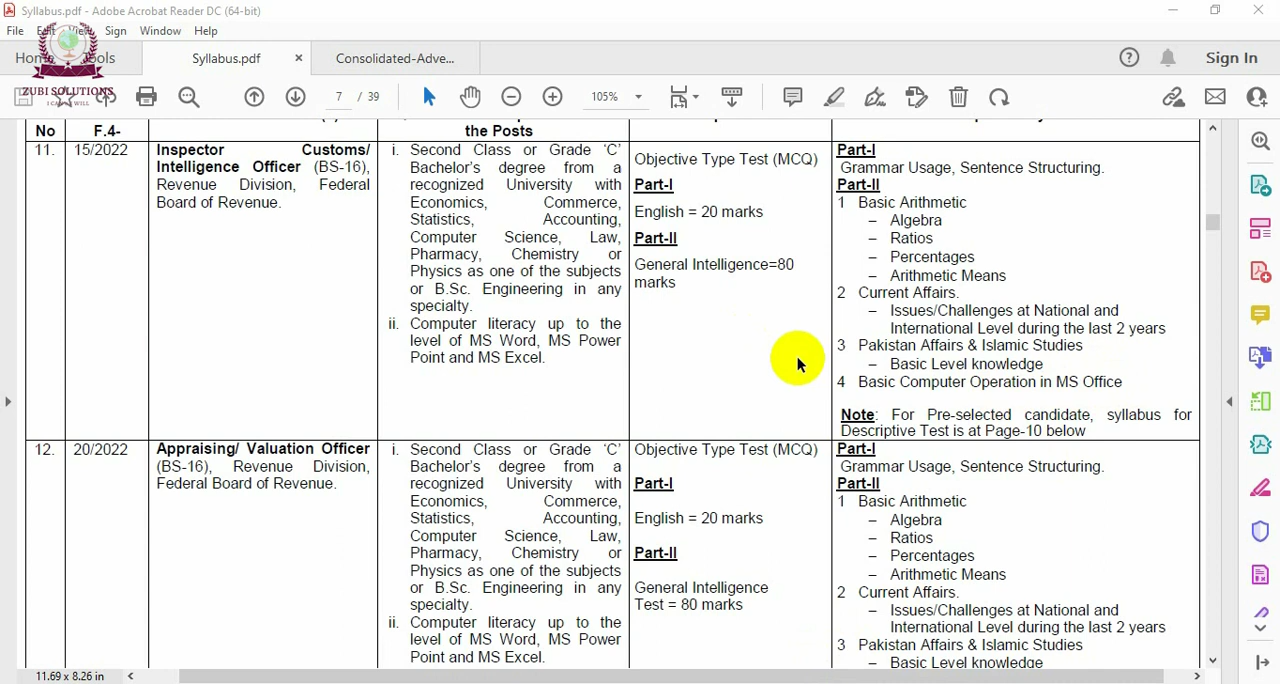 Syllabus.pdf - Adobe Acrobat Reader DC (64-bit)
File Edit View Sign Window Help
Home Tools Syllabus.pdf × Consolidated-Adve... Sign In
ZUBI SOLUTIONS
I CAN I WILL
7 / 39 105%
No F.4- the Posts
11. 15/2022
Inspector Customs/
Intelligence Officer (BS-16),
Revenue Division, Federal
Board of Revenue.
i. Second Class or Grade ‘C’
Bachelor's degree from a
recognized University with
Economics, Commerce,
Statistics, Accounting,
Computer Science, Law,
Pharmacy, Chemistry or
Physics as one of the subjects
or B.Sc. Engineering in any
specialty.
ii. Computer literacy up to the
level of MS Word, MS Power
Point and MS Excel.
Objective Type Test (MCQ)
Part-I
English = 20 marks
Part-II
General Intelligence=80
marks
Part-I
Grammar Usage, Sentence Structuring.
Part-II
1 Basic Arithmetic
– Algebra
– Ratios
– Percentages
– Arithmetic Means
2 Current Affairs.
– Issues/Challenges at National and
International Level during the last 2 years
3 Pakistan Affairs & Islamic Studies
– Basic Level knowledge
4 Basic Computer Operation in MS Office
Note: For Pre-selected candidate, syllabus for
Descriptive Test is at Page-10 below
12. 20/2022
Appraising/ Valuation Officer
(BS-16), Revenue Division,
Federal Board of Revenue.
i. Second Class or Grade ‘C’
Bachelor's degree from a
recognized University with
Economics, Commerce,
Statistics, Accounting,
Computer Science, Law,
Pharmacy, Chemistry or
Physics as one of the subjects
or B.Sc. Engineering in any
specialty.
ii. Computer literacy up to the
level of MS Word, MS Power
Point and MS Excel.
Objective Type Test (MCQ)
Part-I
English = 20 marks
Part-II
General Intelligence
Test = 80 marks
Part-I
Grammar Usage, Sentence Structuring.
Part-II
1 Basic Arithmetic
– Algebra
– Ratios
– Percentages
– Arithmetic Means
2 Current Affairs.
– Issues/Challenges at National and
International Level during the last 2 years
3 Pakistan Affairs & Islamic Studies
– Basic Level knowledge
11.69 x 8.26 in